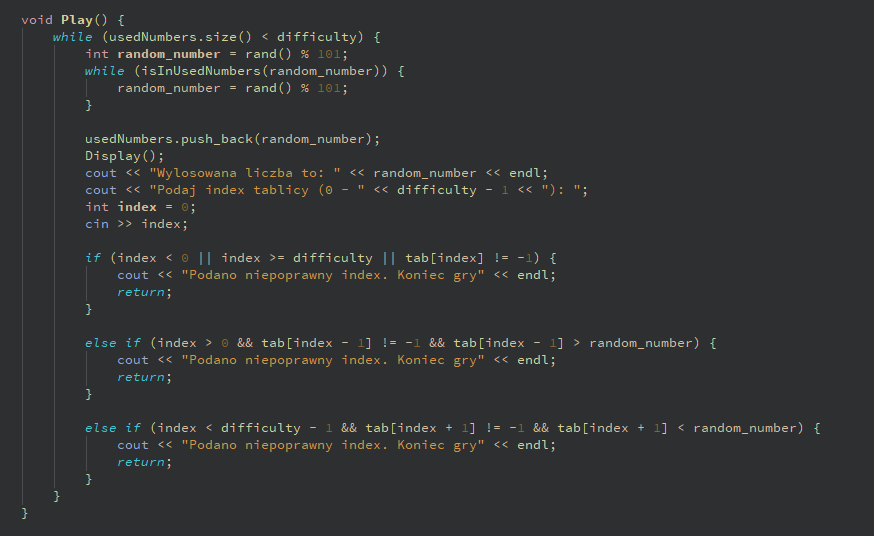 void Play() {
    while (usedNumbers.size() < difficulty) {
        int random_number = rand() % 101;
        while (isInUsedNumbers(random_number)) {
            random_number = rand() % 101;
        }

        usedNumbers.push_back(random_number);
        Display();
        cout << "Wylosowana liczba to: " << random_number << endl;
        cout << "Podaj index tablicy (0 - " << difficulty - 1 << "): ";
        int index = 0;
        cin >> index;

        if (index < 0 || index >= difficulty || tab[index] != -1) {
            cout << "Podano niepoprawny index. Koniec gry" << endl;
            return;
        }

        else if (index > 0 && tab[index - 1] != -1 && tab[index - 1] > random_number) {
            cout << "Podano niepoprawny index. Koniec gry" << endl;
            return;
        }

        else if (index < difficulty - 1 && tab[index + 1] != -1 && tab[index + 1] < random_number) {
            cout << "Podano niepoprawny index. Koniec gry" << endl;
            return;
        }
    }
}